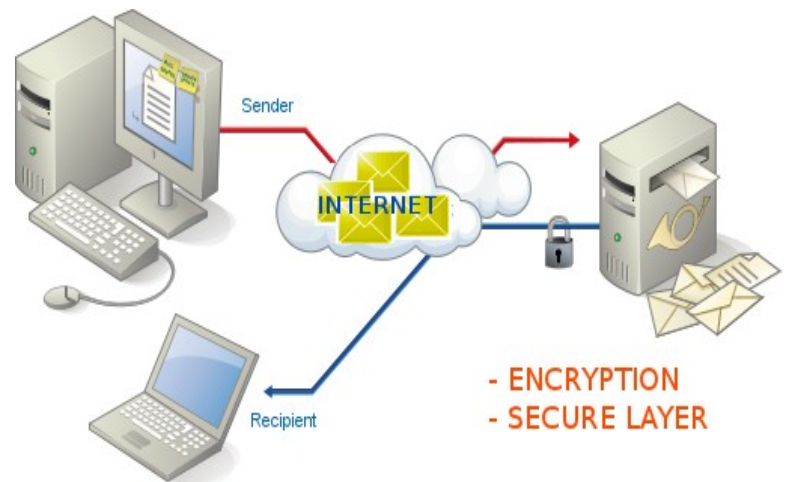 Sender
INTERNET
Recipient
- ENCRYPTION
- SECURE LAYER